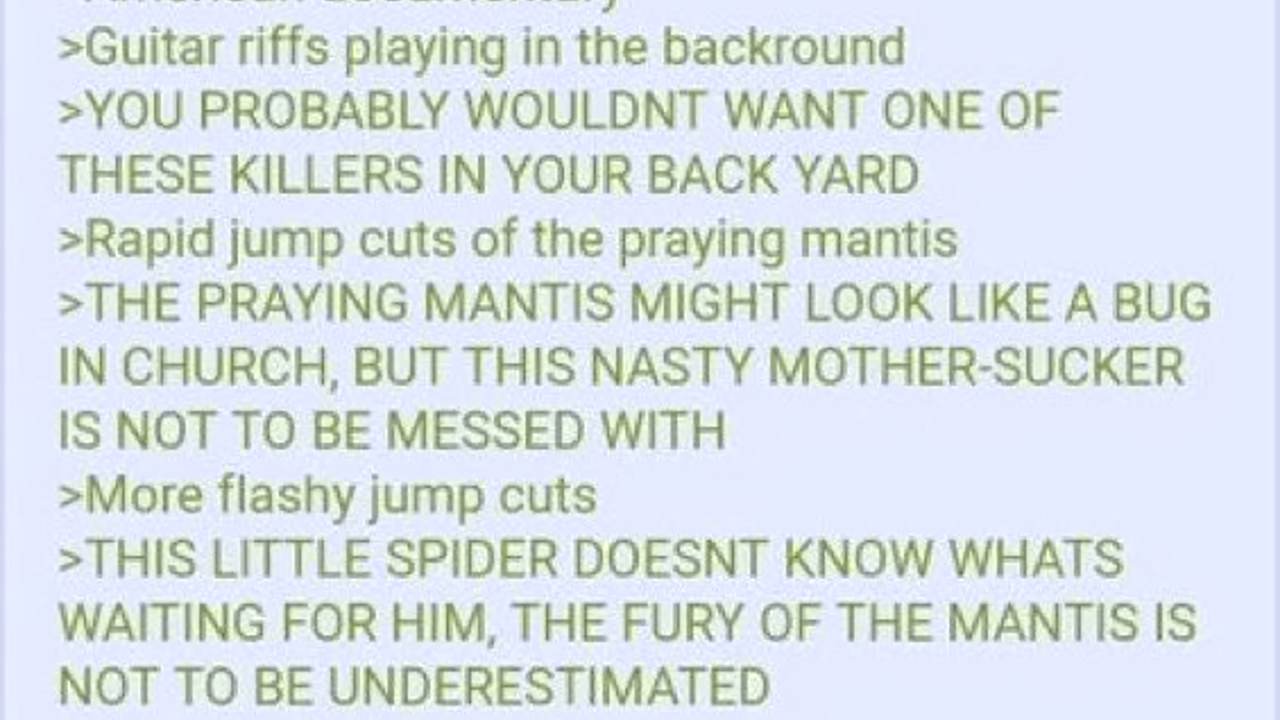 >Guitar riffs playing in the backround
>YOU PROBABLY WOULDNT WANT ONE OF
THESE KILLERS IN YOUR BACK YARD
>Rapid jump cuts of the praying mantis
>THE PRAYING MANTIS MIGHT LOOK LIKE A BUG
IN CHURCH, BUT THIS NASTY MOTHER-SUCKER
IS NOT TO BE MESSED WITH
>More flashy jump cuts
>THIS LITTLE SPIDER DOESNT KNOW WHATS
WAITING FOR HIM, THE FURY OF THE MANTIS IS
NOT TO BE UNDERESTIMATED